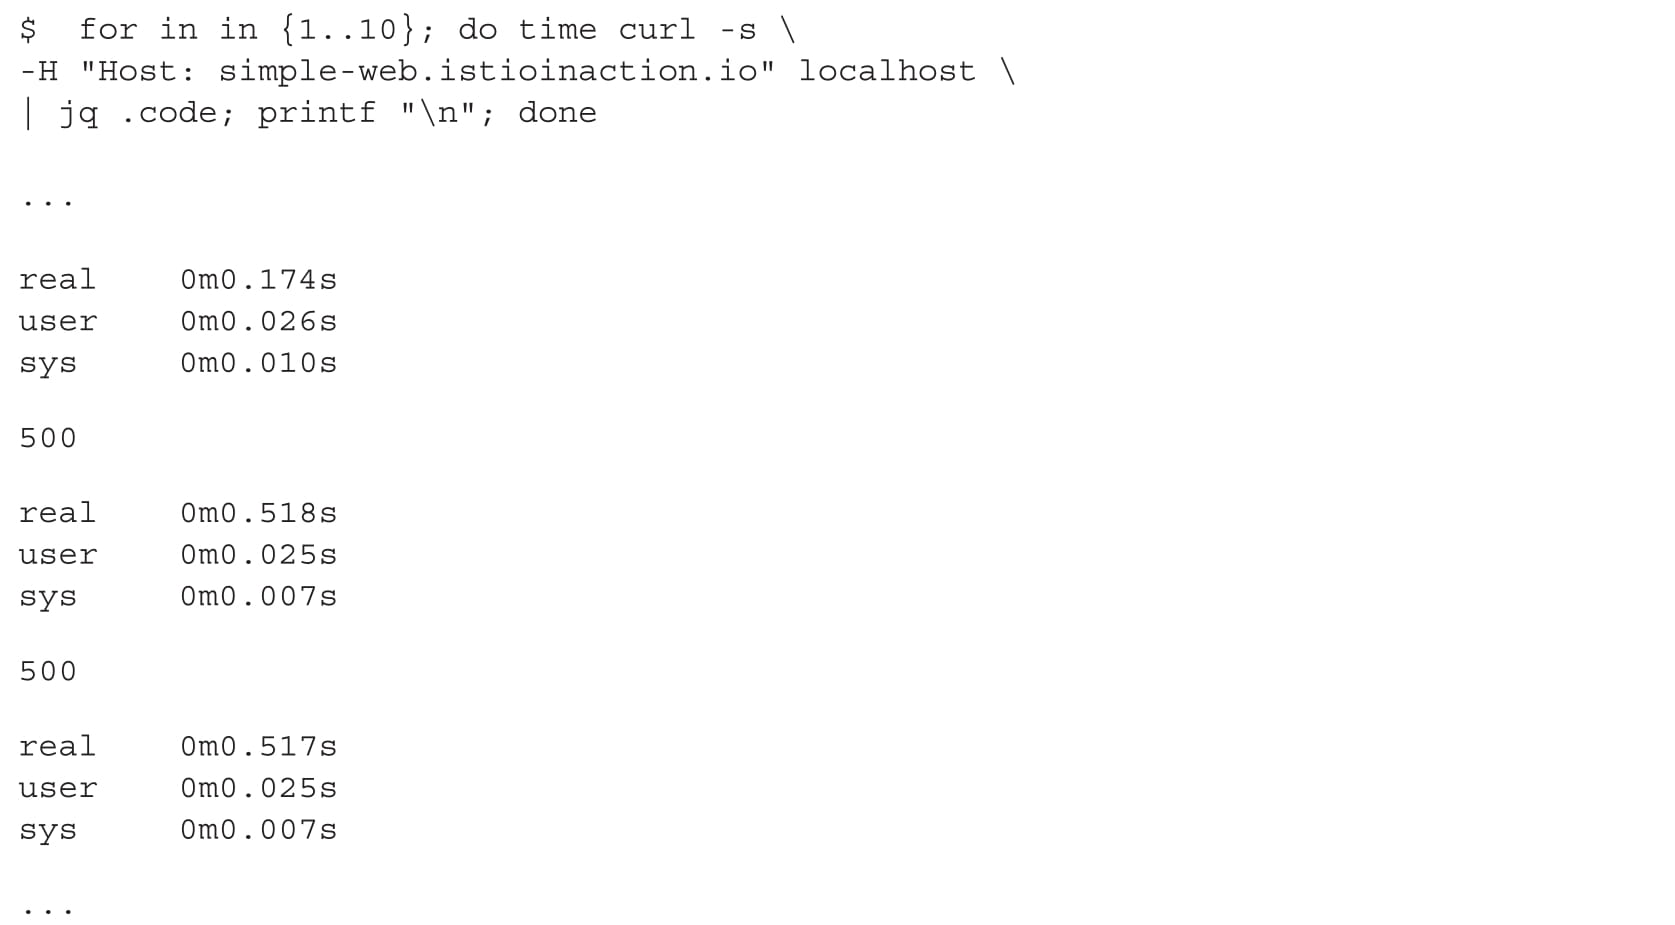 $  for in in {1..10}; do time curl -s \
-H "Host: simple-web.istioinaction.io" localhost \
| jq .code; printf "\n"; done
...
real    0m0.174s
user    0m0.026s
sys     0m0.010s
500
real    0m0.518s
user    0m0.025s
sys     0m0.007s
500
real    0m0.517s
user    0m0.025s
sys     0m0.007s
...